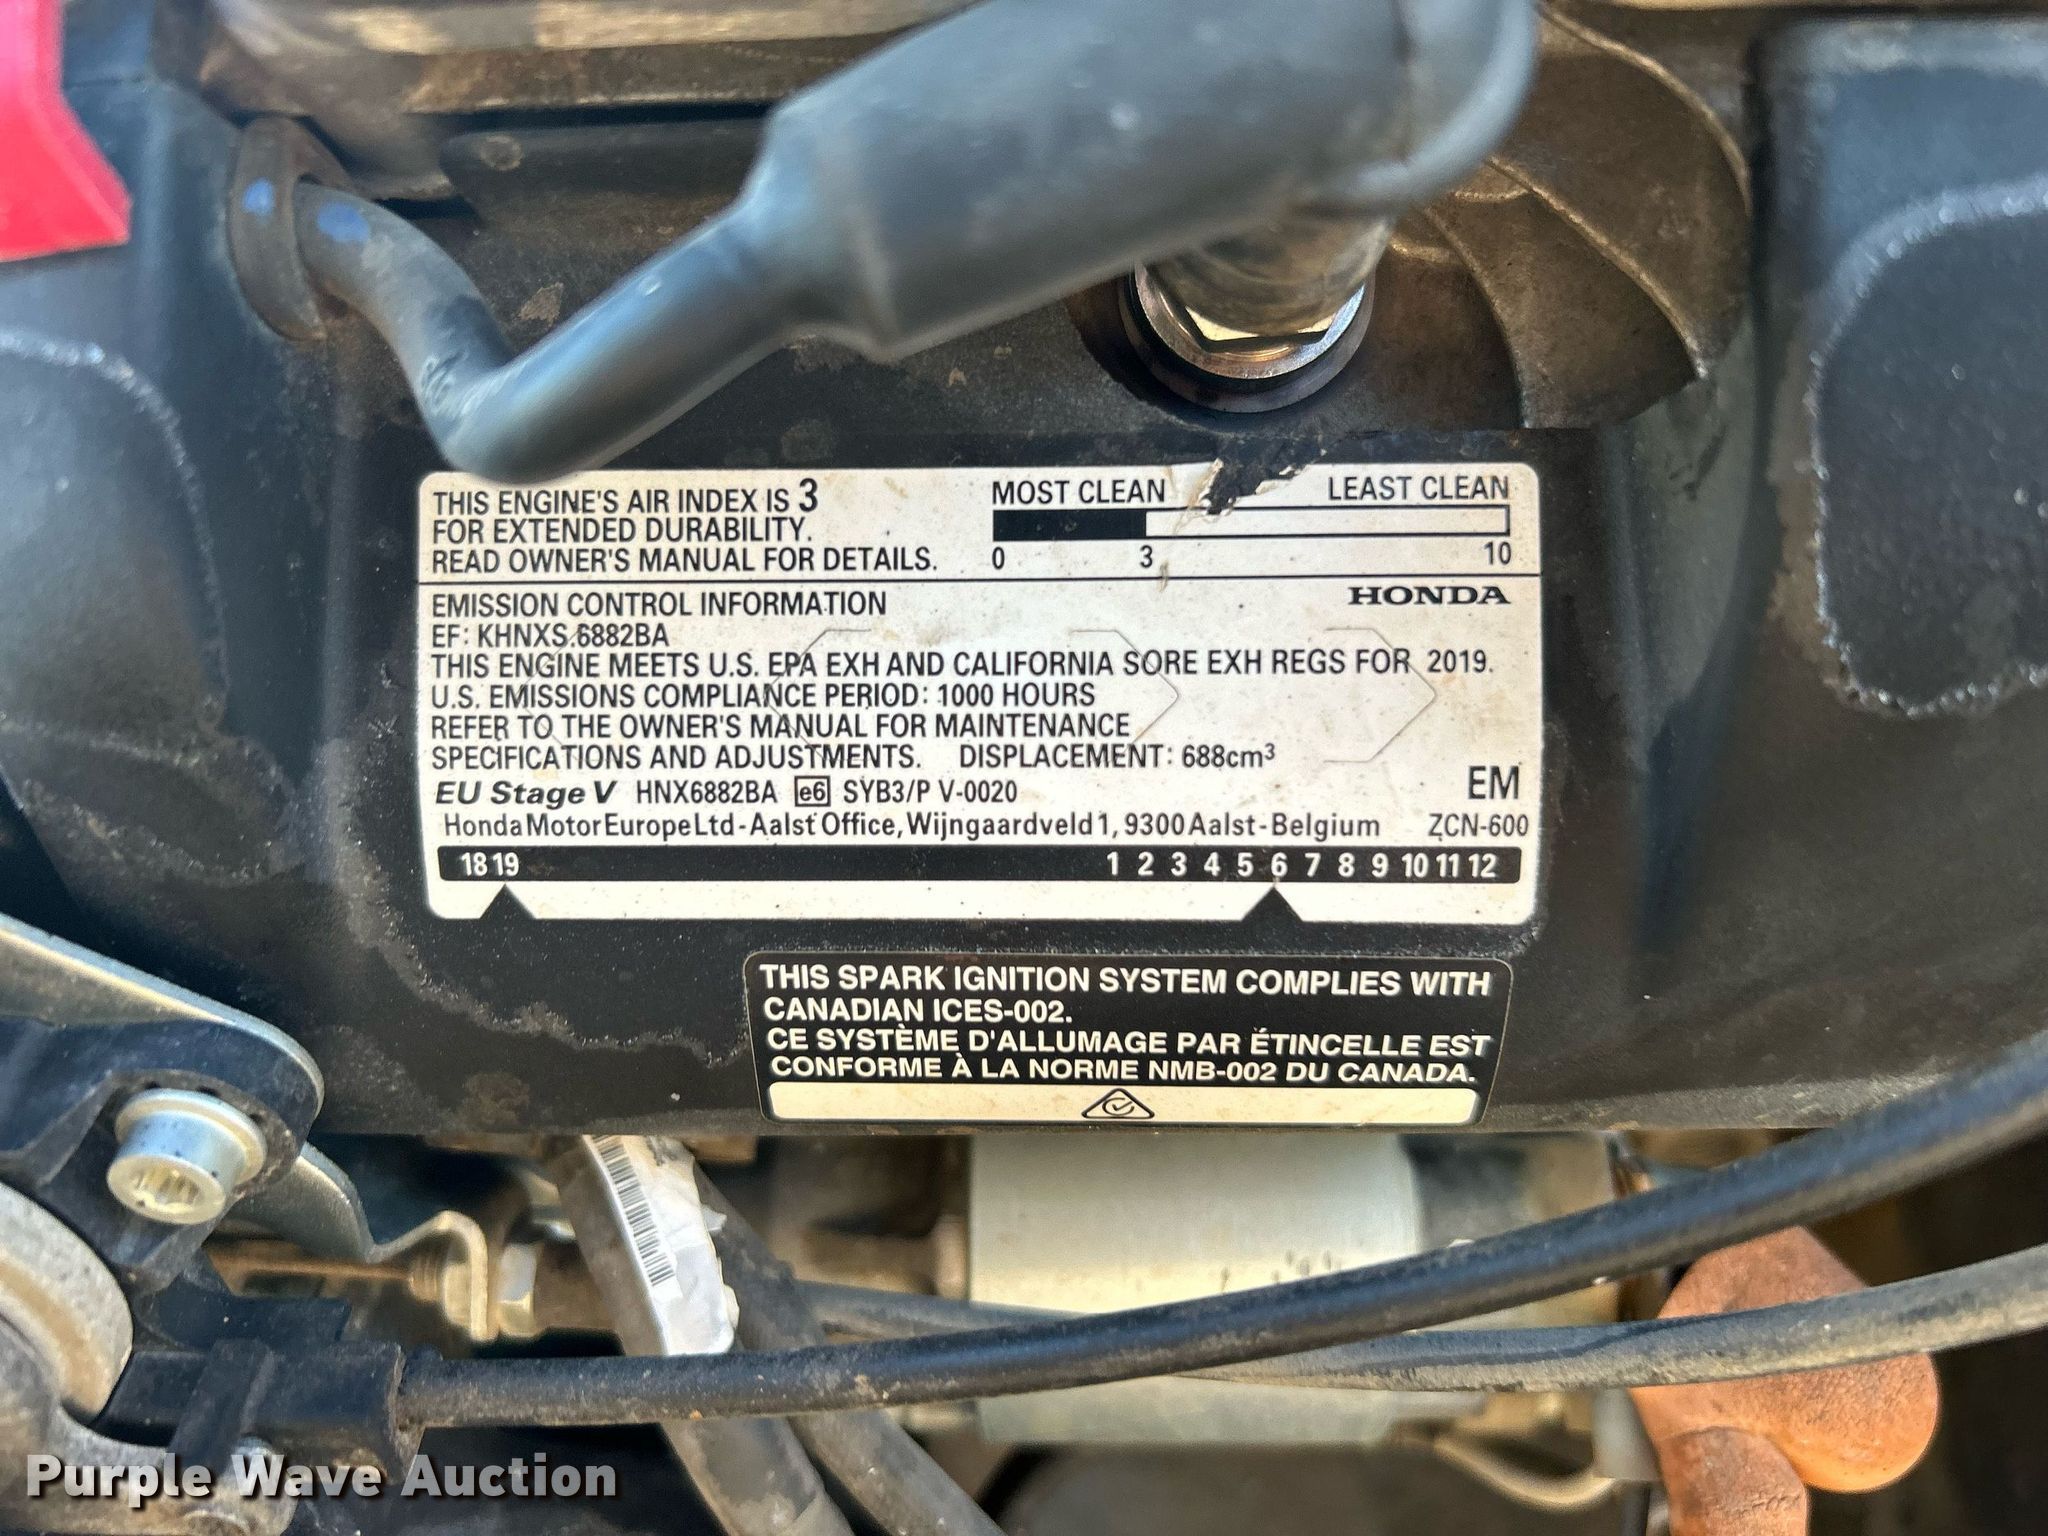 THIS ENGINE'S AIR INDEX IS 3
FOR EXTENDED DURABILITY.
READ OWNER'S MANUAL FOR DETAILS.
MOST CLEAN LEAST CLEAN
0 3 10
EMISSION CONTROL INFORMATION HONDA
EF: KHNXS.6882BA
THIS ENGINE MEETS U.S. EPA EXH AND CALIFORNIA SORE EXH REGS FOR 2019.
U.S. EMISSIONS COMPLIANCE PERIOD: 1000 HOURS
REFER TO THE OWNER'S MANUAL FOR MAINTENANCE
SPECIFICATIONS AND ADJUSTMENTS. DISPLACEMENT: 688cm³
EU Stage V HNX6882BA e6 SYB3/P V-0020 EM
Honda Motor Europe Ltd - Aalst Office, Wijngaardveld 1, 9300 Aalst - Belgium ZCN-600
18 19 1 2 3 4 5 6 7 8 9 10 11 12
THIS SPARK IGNITION SYSTEM COMPLIES WITH
CANADIAN ICES-002.
CE SYSTÈME D'ALLUMAGE PAR ÉTINCELLE EST
CONFORME À LA NORME NMB-002 DU CANADA.
Purple Wave Auction